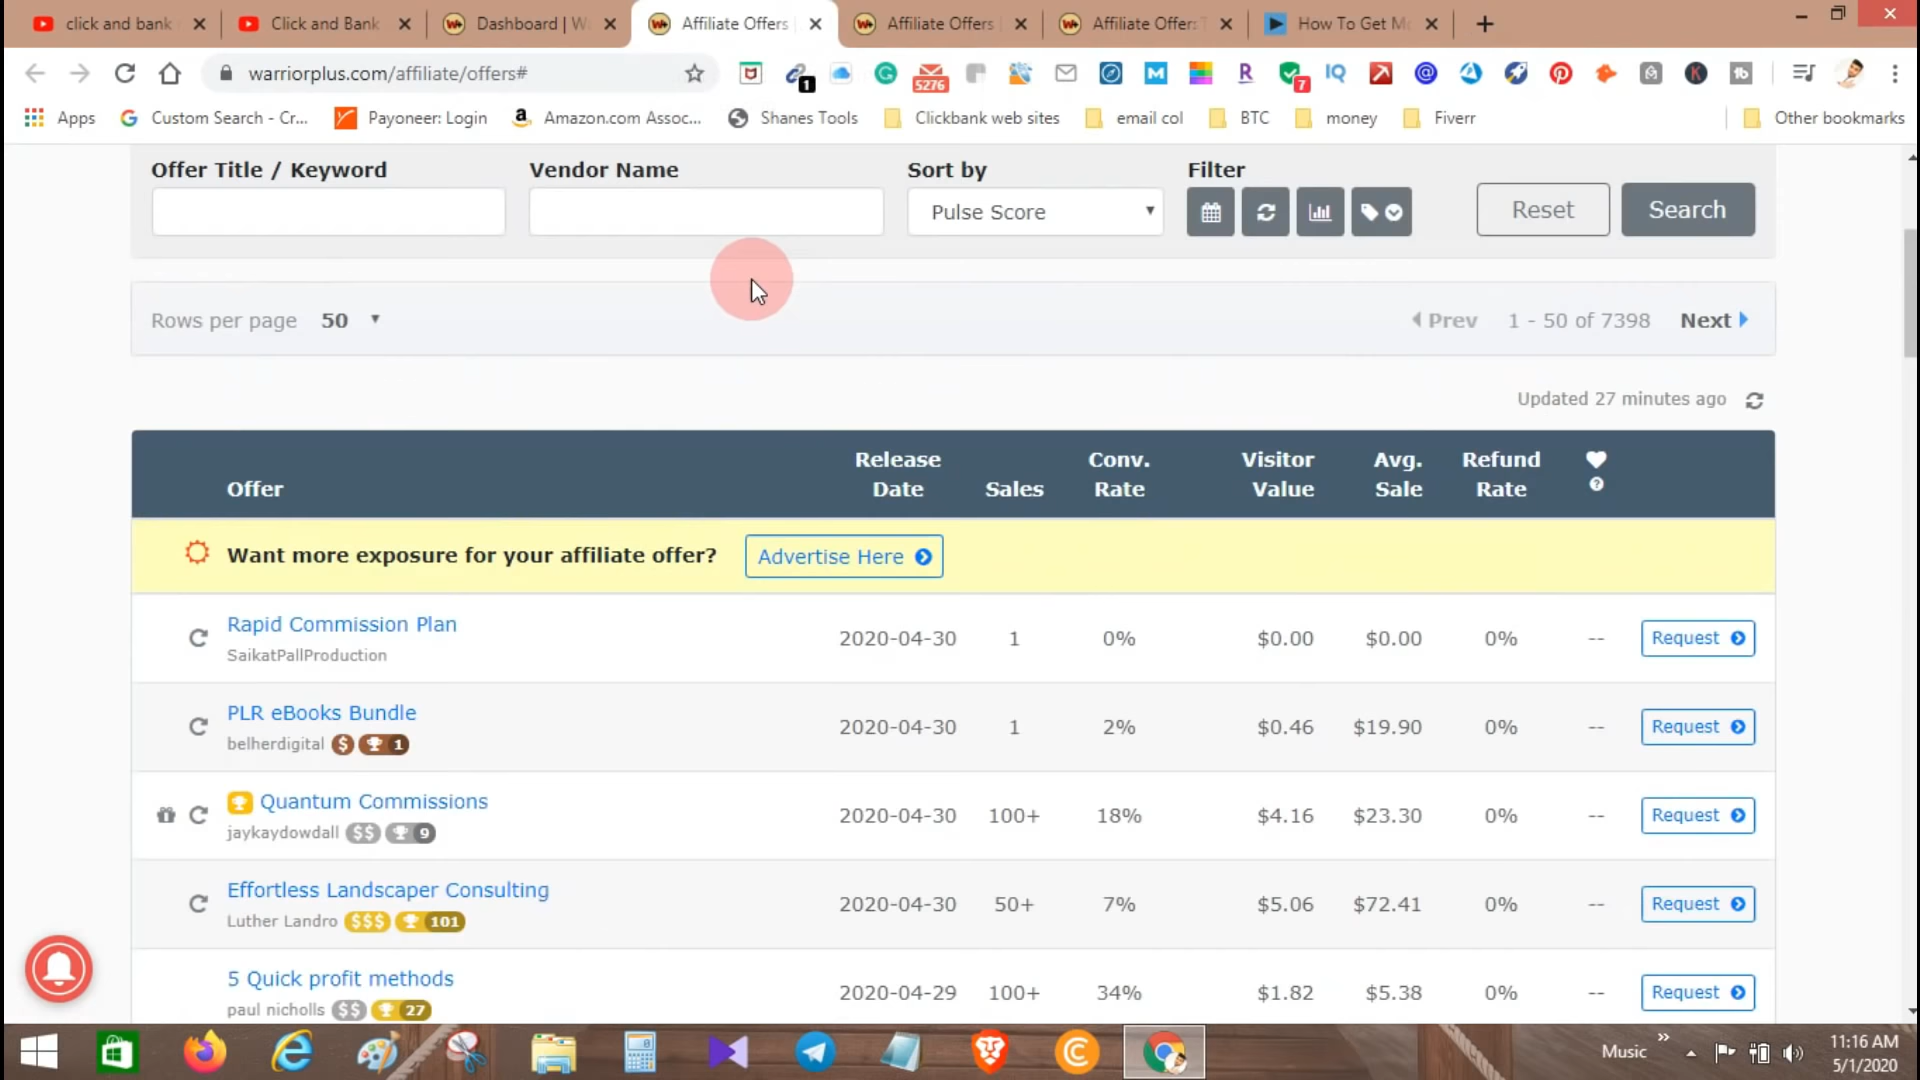 click and bank
Click and Bank
Dashboard | W
Affiliate Offers
Affiliate Offers
Affiliate Offers
How To Get M
warriorplus.com/affiliate/offers#
1
5276
7
IQ
Apps
Custom Search - Cr...
Payoneer: Login
Amazon.com Assoc...
Shanes Tools
Clickbank web sites
email col
BTC
money
Fiverr
Other bookmarks
Offer Title / Keyword
Vendor Name
Sort by
Filter
Pulse Score
Reset
Search
Rows per page 50
Prev 1 - 50 of 7398 Next
Updated 27 minutes ago
Offer
Release Date
Sales
Conv. Rate
Visitor Value
Avg. Sale
Refund Rate
Want more exposure for your affiliate offer? Advertise Here
Rapid Commission Plan
SaikatPallProduction
2020-04-30 1 0% $0.00 $0.00 0% -- Request
PLR eBooks Bundle
belherdigital $ 1
2020-04-30 1 2% $0.46 $19.90 0% -- Request
Quantum Commissions
jaykaydowdall $$ 9
2020-04-30 100+ 18% $4.16 $23.30 0% -- Request
Effortless Landscaper Consulting
Luther Landro $$$ 101
2020-04-30 50+ 7% $5.06 $72.41 0% -- Request
5 Quick profit methods
paul nicholls $$ 27
2020-04-29 100+ 34% $1.82 $5.38 0% -- Request
Music
11:16 AM
5/1/2020